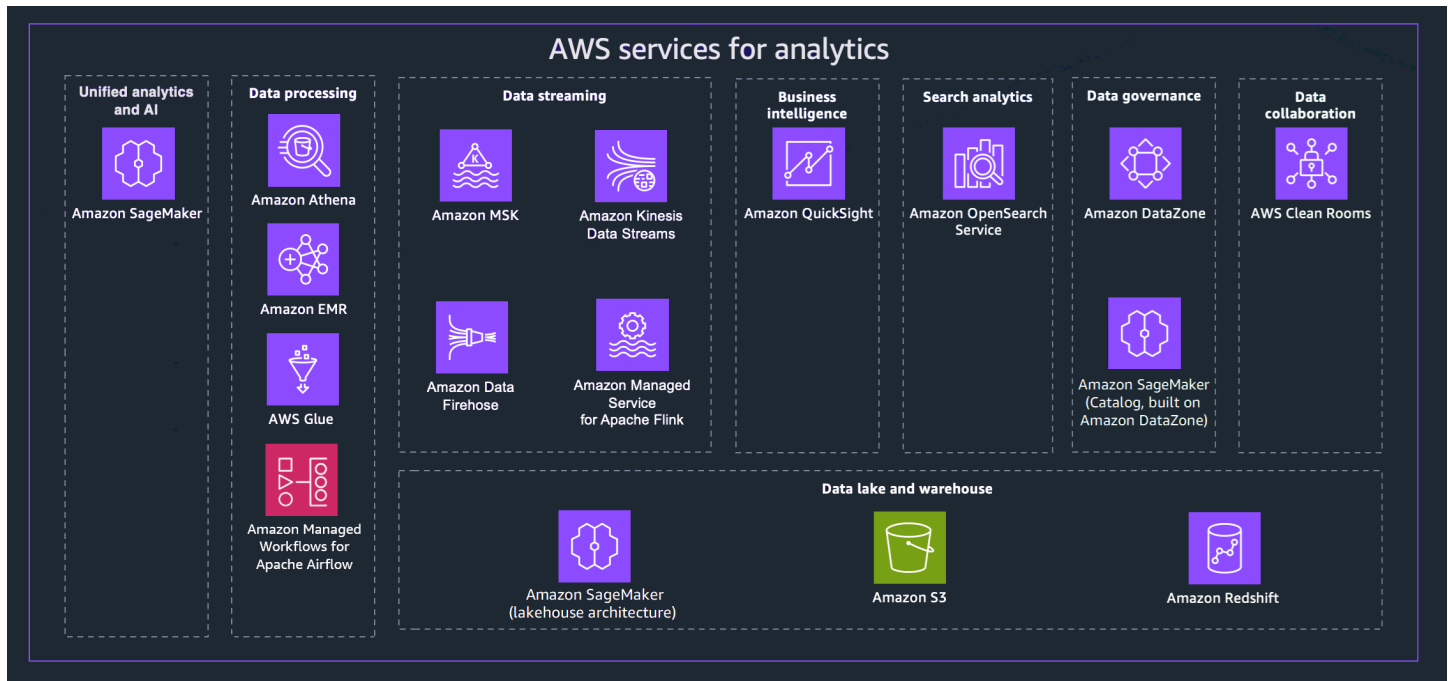 AWS services for analytics
Unified analytics
and AI
Amazon SageMaker
Data processing
Amazon Athena
Amazon EMR
AWS Glue
Amazon Managed
Workflows for
Apache Airflow
Data streaming
K
Amazon MSK
Amazon Kinesis
Data Streams
Amazon Data
Firehose
Amazon Managed
Service
for Apache Flink
Business
intelligence
Amazon QuickSight
Search analytics
Amazon OpenSearch
Service
Data governance
Amazon DataZone
Amazon SageMaker
(Catalog, built on
Amazon DataZone)
Data
collaboration
AWS Clean Rooms
Data lake and warehouse
Amazon SageMaker
(lakehouse architecture)
Amazon S3
Amazon Redshift